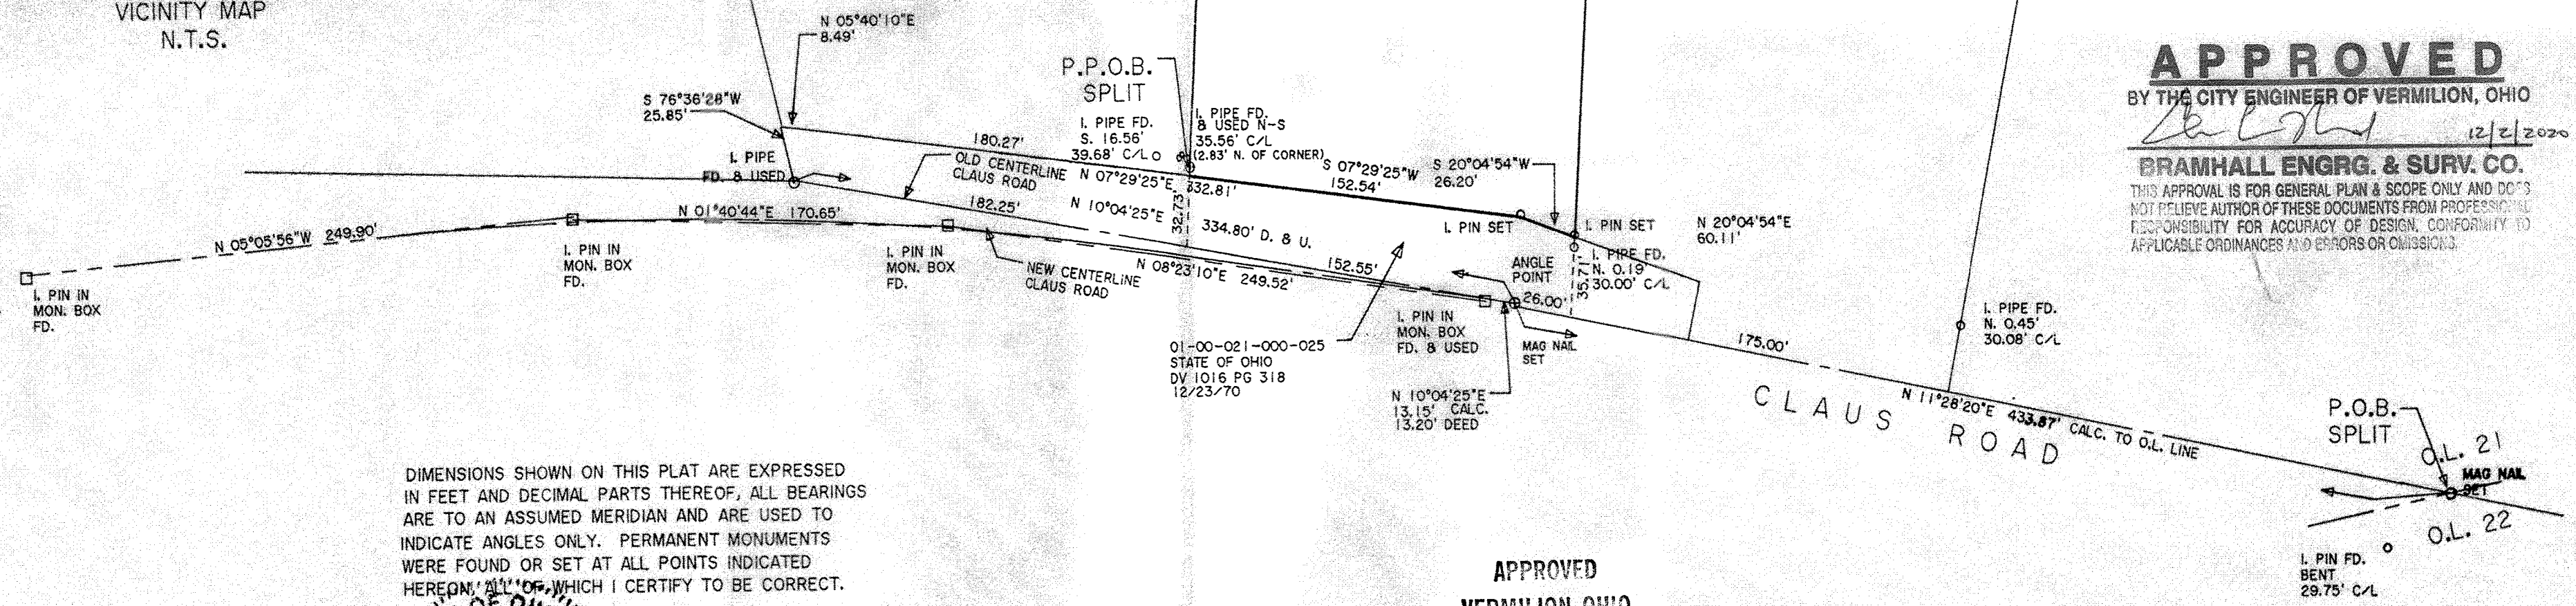 VICINITY MAP
N.T.S.
N 05°40'10"E
8.49'
S 76°36'28"W
25.85'
I. PIPE
FD. & USED
180.27'
OLD CENTERLINE
CLAUS ROAD
N 07°29'25"E
332.81'
182.25'
N 10°04'25"E
334.80' D. & U.
32.73'
P.P.O.B.
SPLIT
I. PIPE FD.
S. 16.56'
39.68' C/L
I. PIPE FD.
& USED N-S
35.56' C/L
(2.83' N. OF CORNER)
S 07°29'25"W
152.54'
S 20°04'54"W
26.20'
I. PIN SET
I. PIN SET
N 20°04'54"E
60.11'
I. PIPE FD.
N. 0.19'
30.00' C/L
35.71'
ANGLE
POINT
26.00'
152.55'
N 01°40'44"E 170.65'
N 05°05'56"W 249.90'
I. PIN IN
MON. BOX
FD.
I. PIN IN
MON. BOX
FD.
I. PIN IN
MON. BOX
FD.
NEW CENTERLINE
CLAUS ROAD
N 08°23'10"E 249.52'
I. PIN IN
MON. BOX
FD. & USED
MAG NAIL
SET
01-00-021-000-025
STATE OF OHIO
DV 1016 PG 318
12/23/70
N 10°04'25"E
13.15' CALC.
13.20' DEED
175.00'
CLAUS ROAD
I. PIPE FD.
N. 0.45'
30.08' C/L
N 11°28'20"E 433.87' CALC. TO O.L. LINE
P.O.B.
SPLIT
O.L. 21
MAG NAIL
SET
O.L. 22
I. PIN FD.
BENT
29.75' C/L
APPROVED
BY THE CITY ENGINEER OF VERMILION, OHIO
12/2/2020
BRAMHALL ENGRG. & SURV. CO.
THIS APPROVAL IS FOR GENERAL PLAN & SCOPE ONLY AND DOES
NOT RELIEVE AUTHOR OF THESE DOCUMENTS FROM PROFESSIONAL
RESPONSIBILITY FOR ACCURACY OF DESIGN, CONFORMITY TO
APPLICABLE ORDINANCES AND ERRORS OR OMISSIONS.
DIMENSIONS SHOWN ON THIS PLAT ARE EXPRESSED
IN FEET AND DECIMAL PARTS THEREOF, ALL BEARINGS
ARE TO AN ASSUMED MERIDIAN AND ARE USED TO
INDICATE ANGLES ONLY. PERMANENT MONUMENTS
WERE FOUND OR SET AT ALL POINTS INDICATED
HEREON, ALL OF WHICH I CERTIFY TO BE CORRECT.
APPROVED
VERMILION OHIO